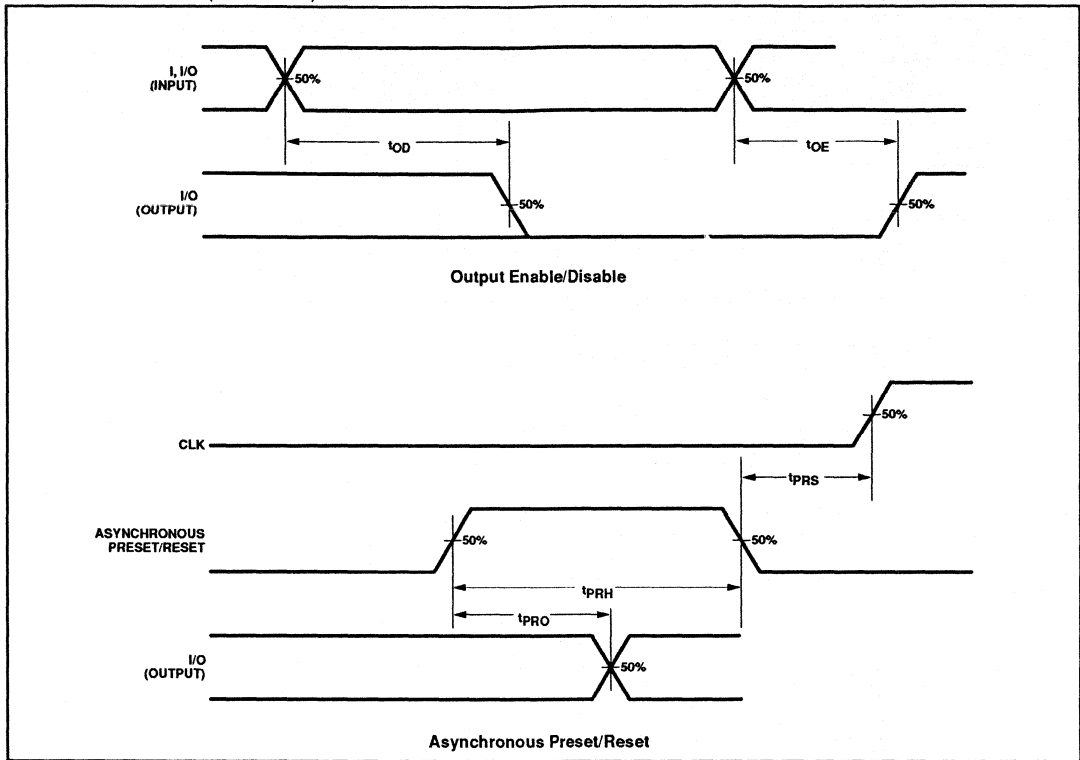 I, I/O
(INPUT)
50%
50%
tOD
tOE
I/O
(OUTPUT)
50%
50%
Output Enable/Disable
CLK
50%
tPRS
ASYNCHRONOUS
PRESET/RESET
50%
50%
tPRH
tPRO
I/O
(OUTPUT)
50%
Asynchronous Preset/Reset